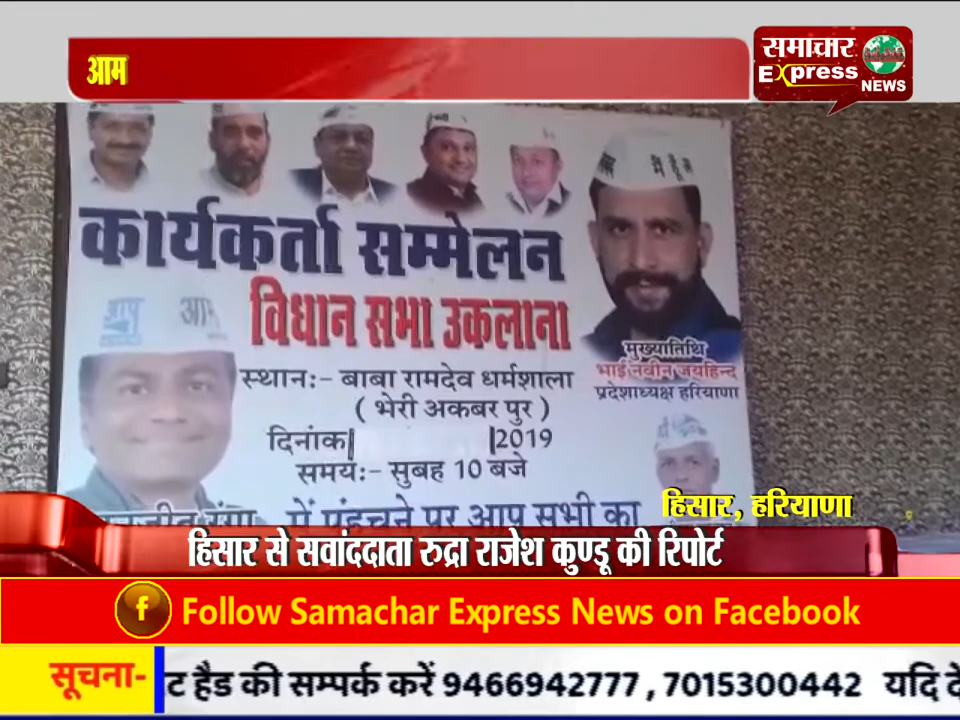 आम
समाचार
Express
NEWS
कार्यकर्ता सम्मेलन
विधान सभा उकलाना
स्थान:- बाबा रामदेव धर्मशाला
( भेरी अकबर पुर )
दिनांक 2019
समय:- सुबह 10 बजे
में पहुंचने पर आप सभी का
मुख्यातिथि
भाई नवीन जयहिन्द
प्रदेशाध्यक्ष हरियाणा
आप आम
हिसार, हरियाणा
हिसार से सवांददाता रुद्रा राजेश कुण्डू की रिपोर्ट
f Follow Samachar Express News on Facebook
सूचना- हैड की सम्पर्क करें 9466942777 , 7015300442 यदि